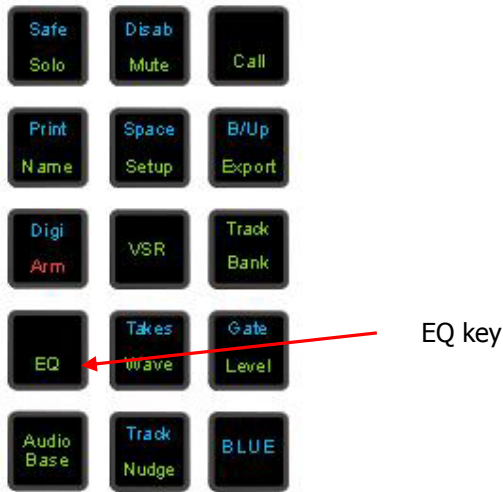 Safe
Solo
Disab
Mute
Call
Print
Name
Space
Setup
B/Up
Export
Digi
Arm
VSR
Track
Bank
EQ
Takes
Wave
Gate
Level
EQ key
Audio
Base
Track
Nudge
BLUE